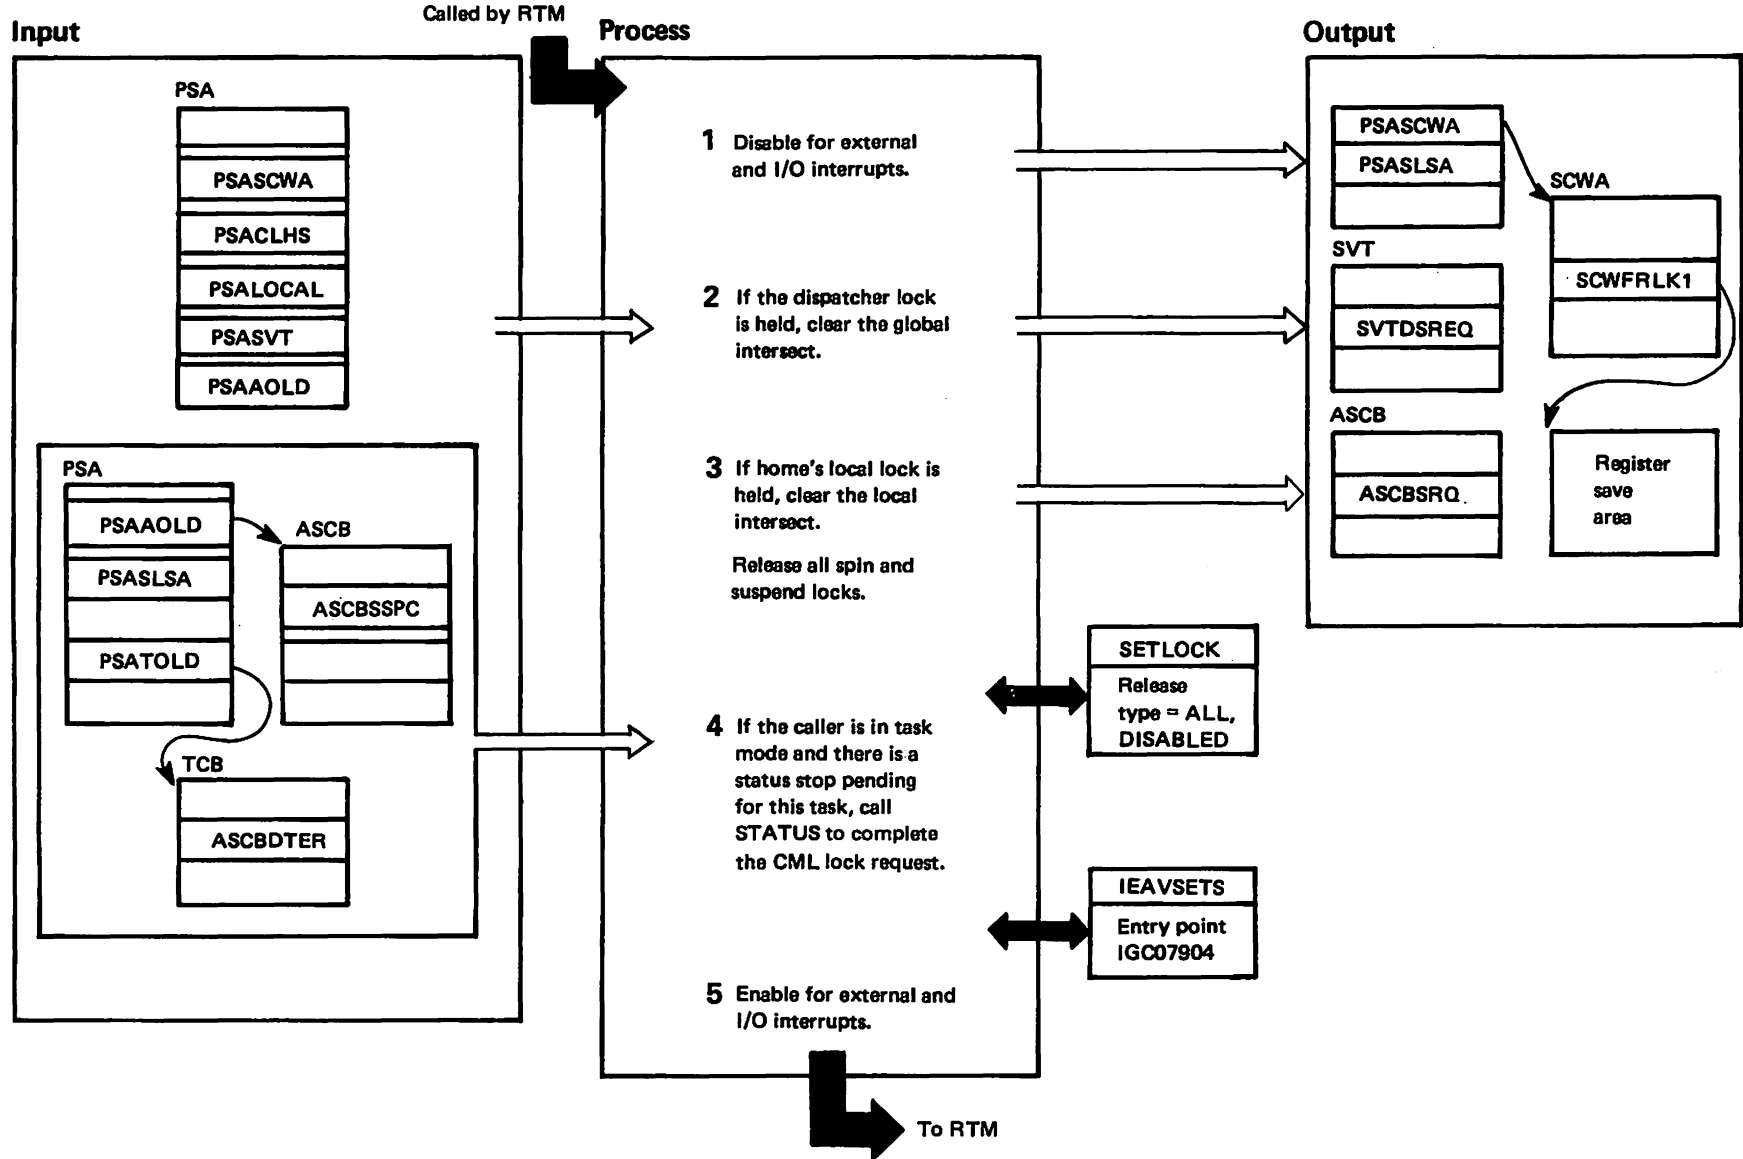 Called by RTM
Input
Process
Output
PSA
PSASCWA
PSACLHS
PSALOCAL
PSASVT
PSAAOLD
PSA
PSAAOLD
PSASLSA
PSATOLD
ASCB
ASCBSSPC
TCB
ASCBDTER
1 Disable for external
and I/O interrupts.
2 If the dispatcher lock
is held, clear the global
intersect.
3 If home's local lock is
held, clear the local
intersect.
Release all spin and
suspend locks.
4 If the caller is in task
mode and there is a
status stop pending
for this task, call
STATUS to complete
the CML lock request.
5 Enable for external and
I/O interrupts.
To RTM
SETLOCK
Release
type = ALL,
DISABLED
IEAVSETS
Entry point
IGC07904
PSASCWA
PSASLSA
SCWA
SCWFRLK1
SVT
SVTDSREQ
ASCB
ASCBSRQ
Register
save
area